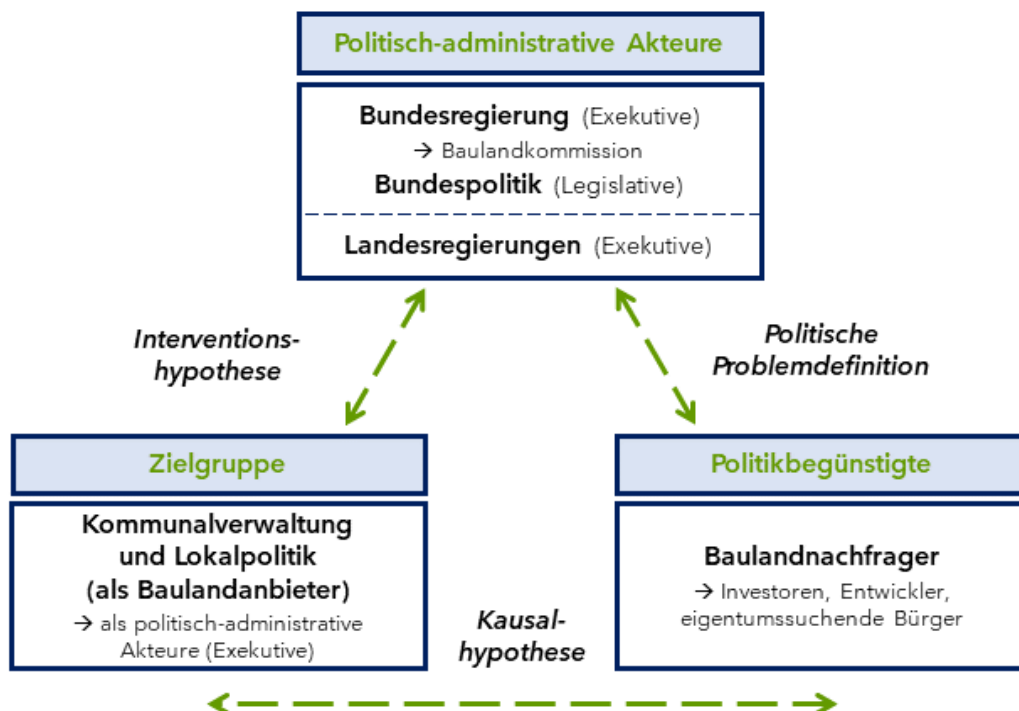 Politisch-administrative Akteure
Bundesregierung (Exekutive)
→ Baulandkommission
Bundespolitik (Legislative)
Landesregierungen (Exekutive)
Interventions-
hypothese
Politische
Problemdefinition
Zielgruppe
Kommunalverwaltung
und Lokalpolitik
(als Baulandanbieter)
→ als politisch-administrative
Akteure (Exekutive)
Politikbegünstigte
Baulandnachfrager
→ Investoren, Entwickler,
eigentumssuchende Bürger
Kausal-
hypothese